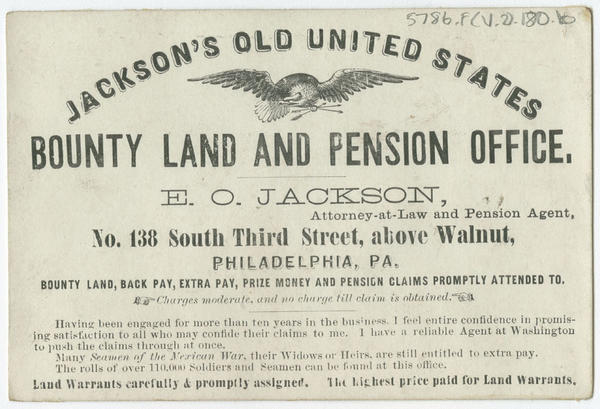 5786.F(V.2.180.b
JACKSON'S OLD UNITED STATES
BOUNTY LAND AND PENSION OFFICE.
E. O. JACKSON,
Attorney-at-Law and Pension Agent,
No. 138 South Third Street, above Walnut,
PHILADELPHIA, PA.
BOUNTY LAND, BACK PAY, EXTRA PAY, PRIZE MONEY AND PENSION CLAIMS PROMPTLY ATTENDED TO.
Charges moderate, and no charge till claim is obtained.
Having been engaged for more than ten years in the business. I feel entire confidence in promis-
ing satisfaction to all who may confide their claims to me. I have a reliable Agent at Washington
to push the claims through at once.
Many Seamen of the Mexican War, their Widows or Heirs, are still entitled to extra pay.
The rolls of over 110,000 Soldiers and Seamen can be found at this office.
Land Warrants carefully & promptly assigned. The highest price paid for Land Warrants.